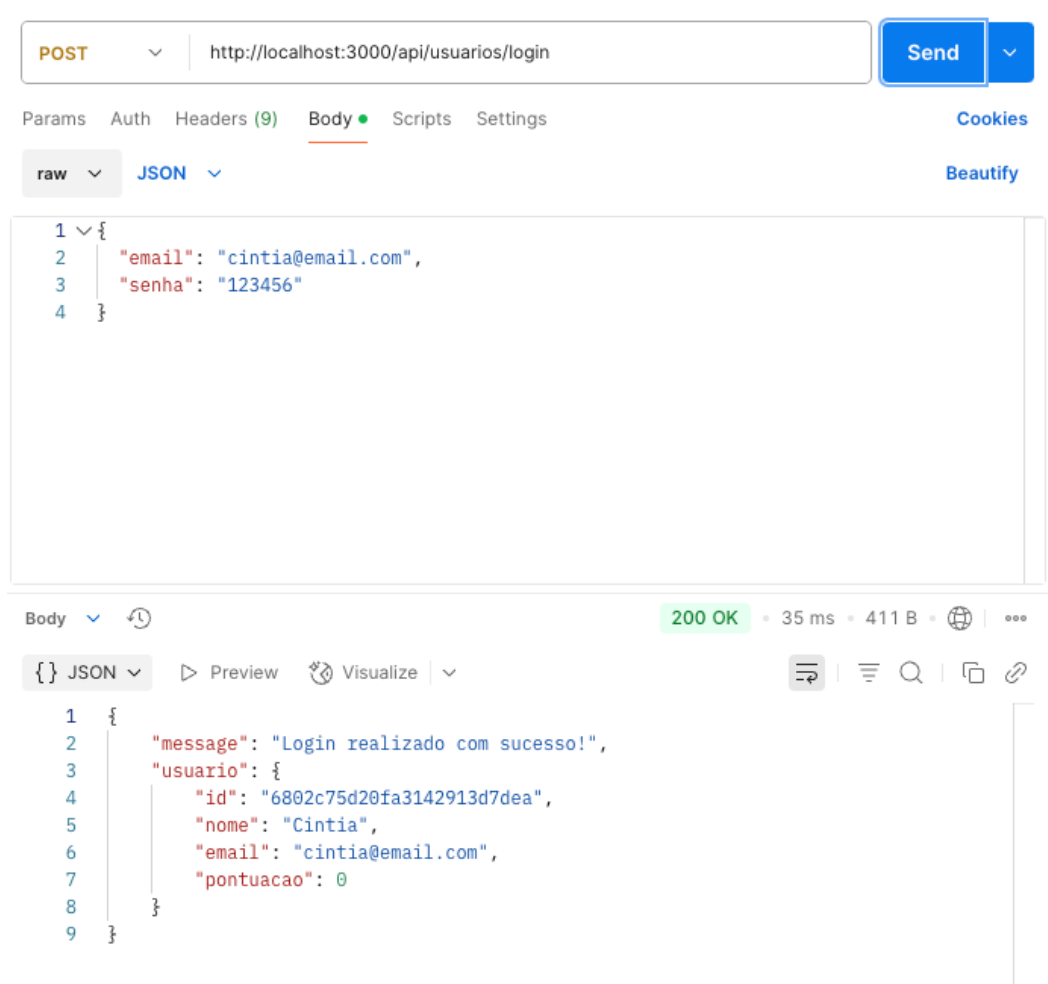 POST http://localhost:3000/api/usuarios/login Send
Params Auth Headers (9) Body Scripts Settings Cookies
raw JSON Beautify
1 {
2 "email": "cintia@email.com",
3 "senha": "123456"
4 }
Body 200 OK • 35 ms • 411 B •
{} JSON Preview Visualize
1 {
2 "message": "Login realizado com sucesso!",
3 "usuario": {
4 "id": "6802c75d20fa3142913d7dea",
5 "nome": "Cintia",
6 "email": "cintia@email.com",
7 "pontuacao": 0
8 }
9 }